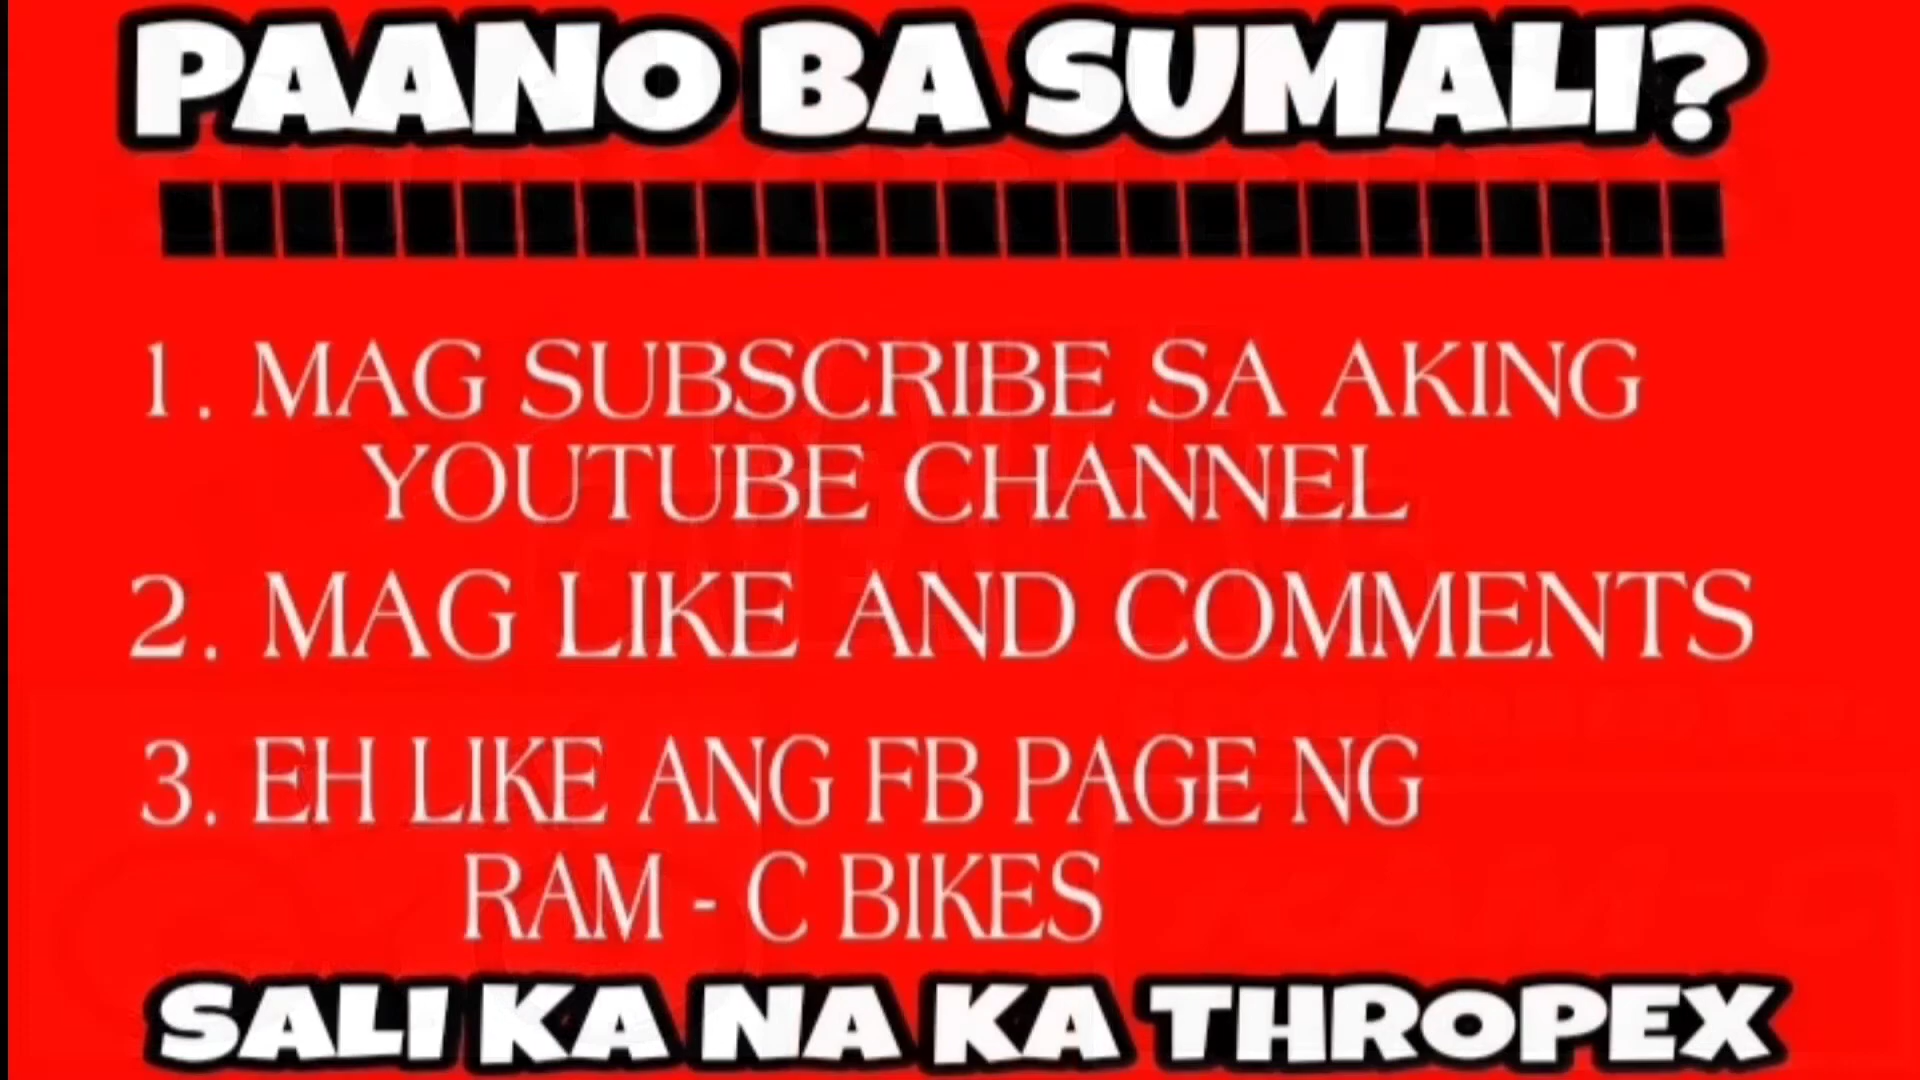 PAANO BA SUMALI?
1. MAG SUBSCRIBE SA AKING
YOUTUBE CHANNEL
2. MAG LIKE AND COMMENTS
3. EH LIKE ANG FB PAGE NG
RAM - C BIKES
SALI KA NA KA THROPEX